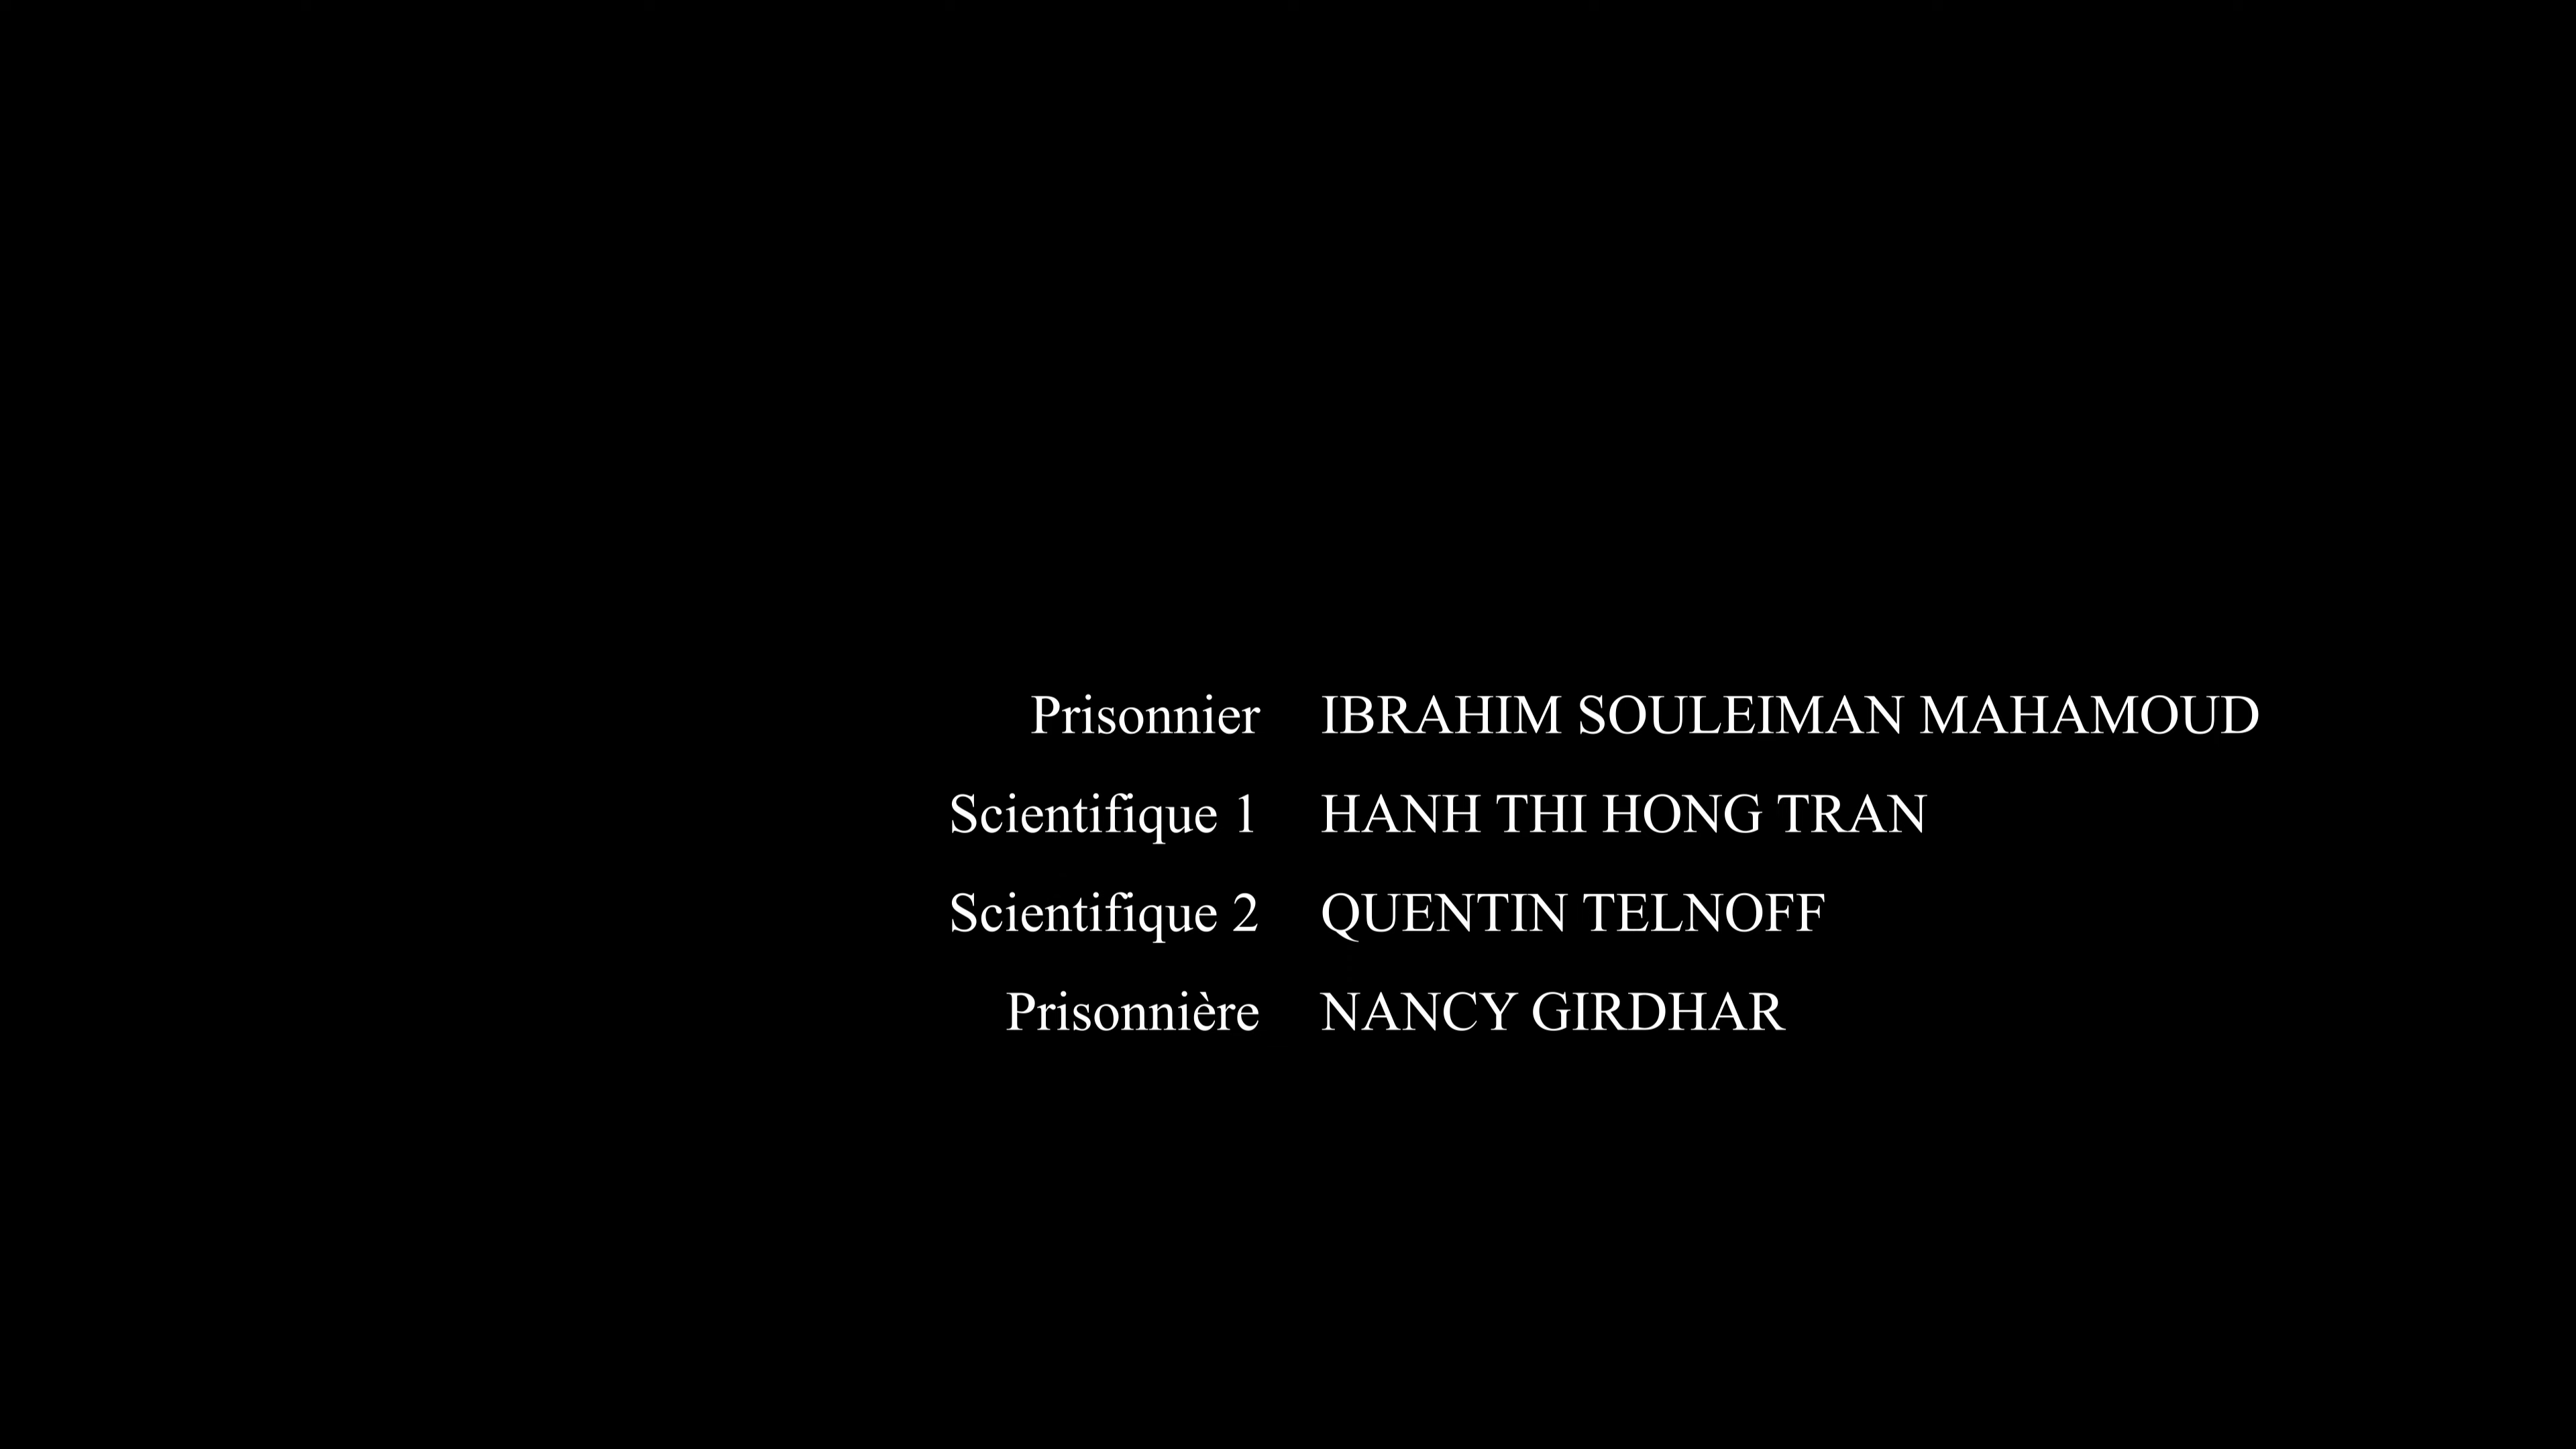 Prisonnier IBRAHIM SOULEIMAN MAHAMOUD
Scientifique 1 HANH THI HONG TRAN
Scientifique 2 QUENTIN TELNOFF
Prisonnière NANCY GIRDHAR